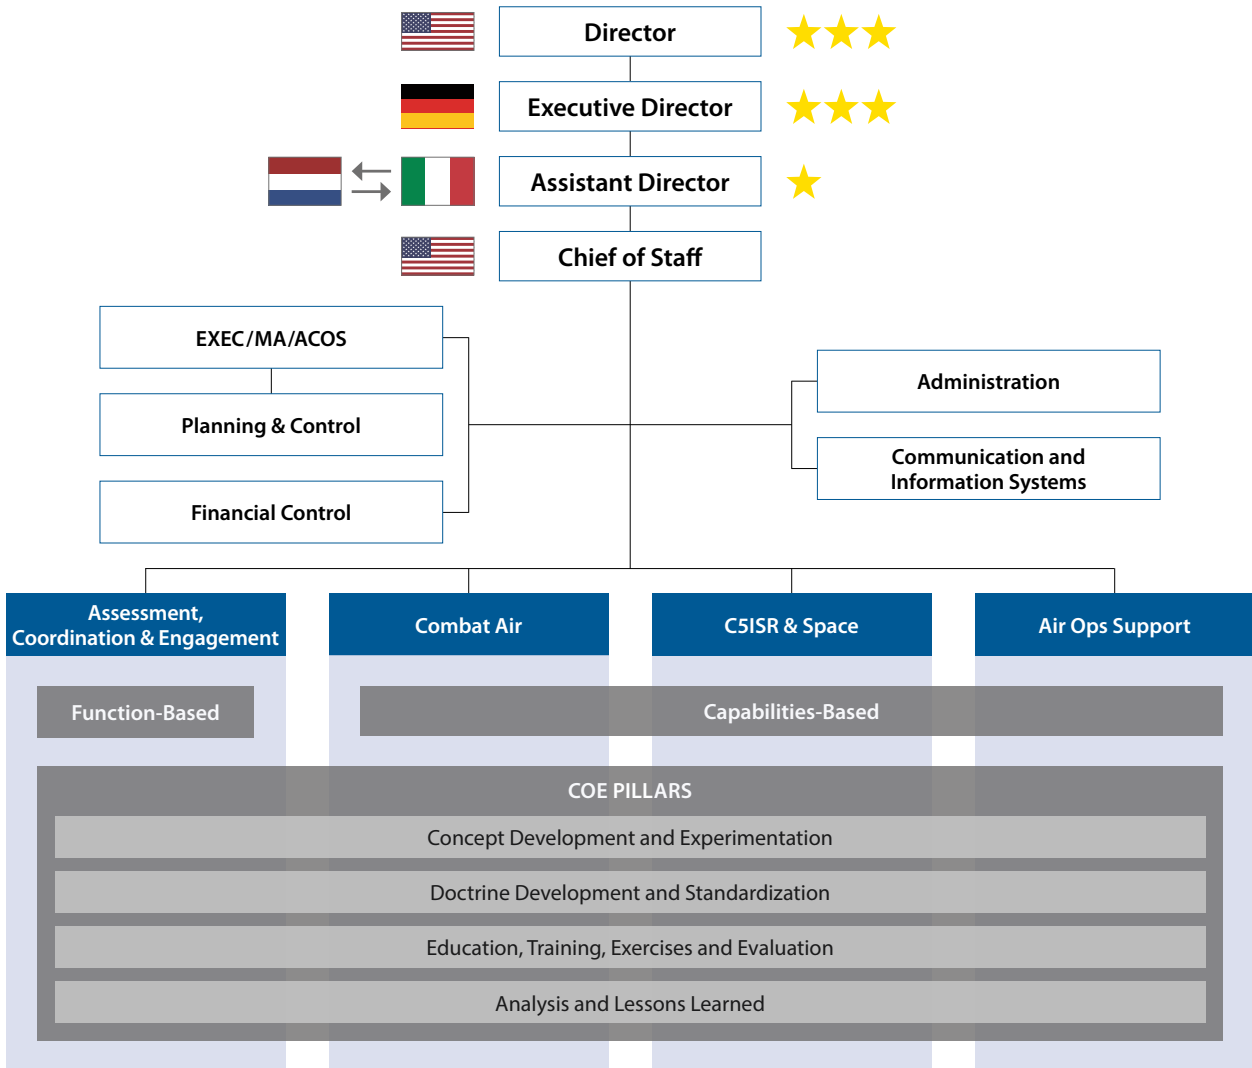 Director
Executive Director
Assistant Director
Chief of Staff
EXEC/MA/ACOS
Planning & Control
Financial Control
Administration
Communication and
Information Systems
Assessment,
Coordination & Engagement
Combat Air
C5ISR & Space
Air Ops Support
Function-Based
Capabilities-Based
COE PILLARS
Concept Development and Experimentation
Doctrine Development and Standardization
Education, Training, Exercises and Evaluation
Analysis and Lessons Learned